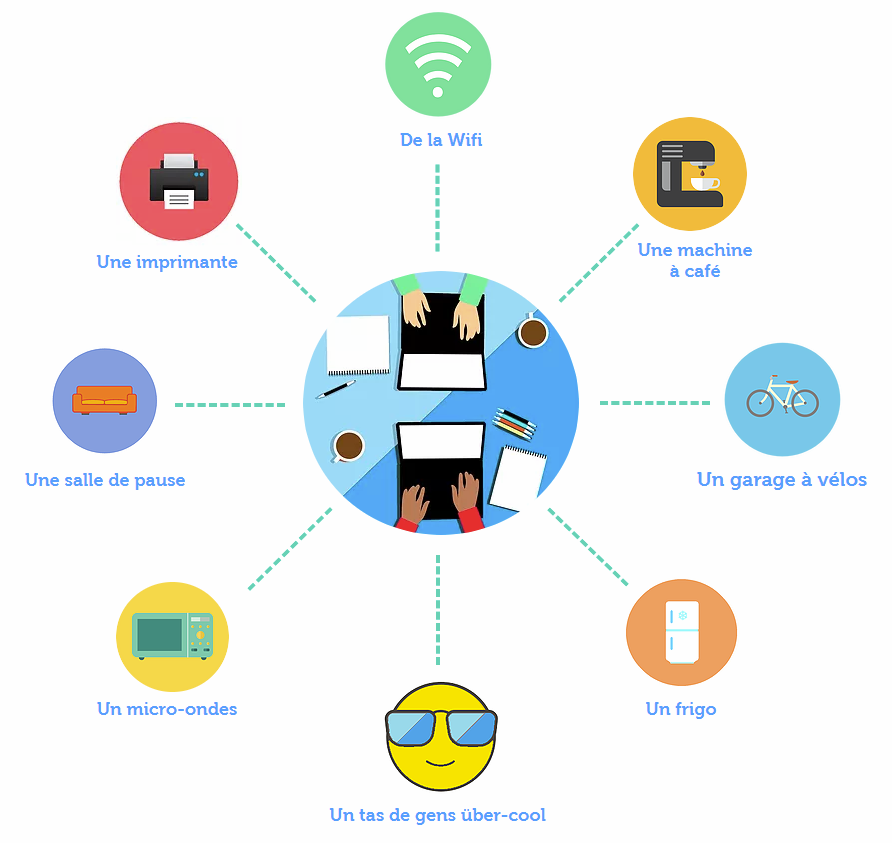 De la Wifi
Une imprimante
Une machine
à café
Une salle de pause
Un garage à vélos
Un micro-ondes
Un frigo
Un tas de gens über-cool